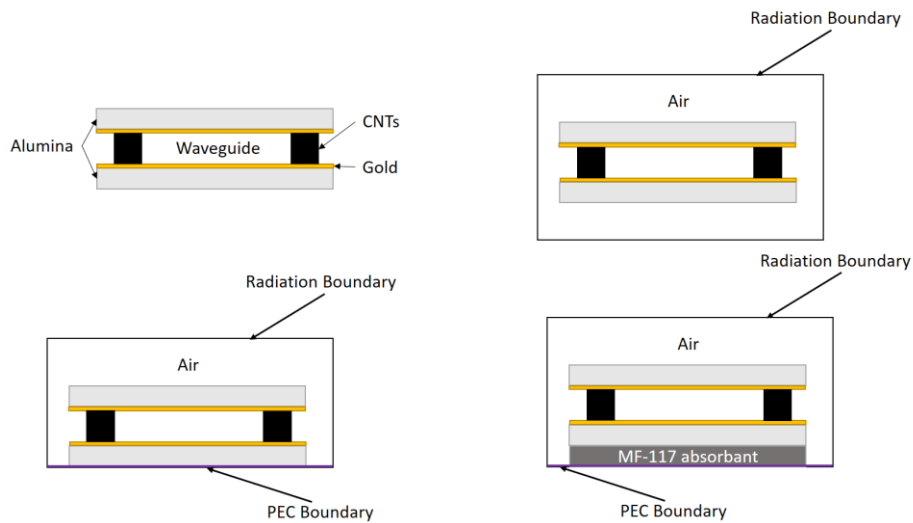 Radiation Boundary
Air
CNTs
Alumina
Waveguide
Gold
Radiation Boundary
Air
PEC Boundary
Radiation Boundary
Air
MF-117 absorbant
PEC Boundary